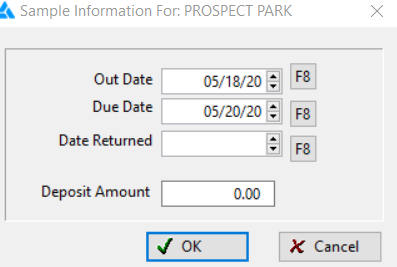 Sample Information For: PROSPECT PARK
Out Date 05/18/20 F8
Due Date 05/20/20 F8
Date Returned F8
Deposit Amount 0.00
OK Cancel